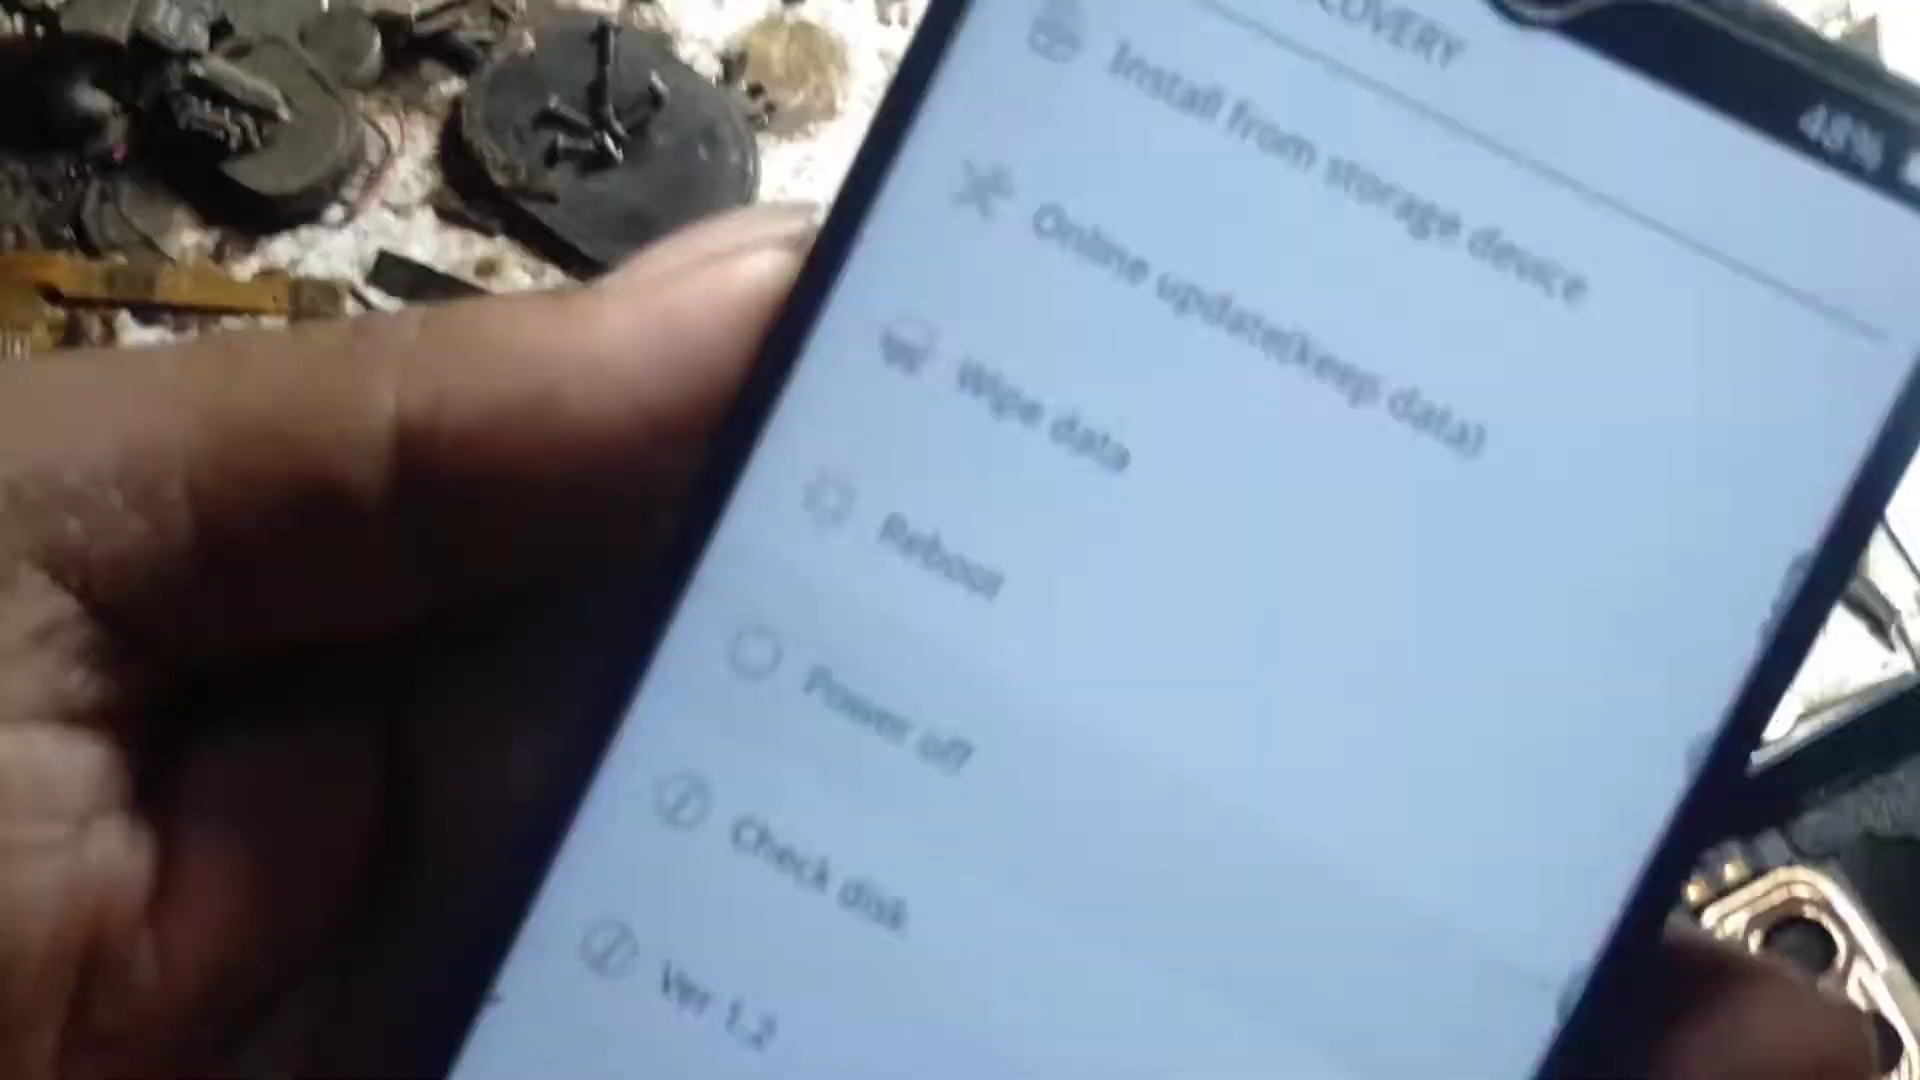 COVERY
48%
Install from storage device
Online update(keep data)
Wipe data
Reboot
Power off
Check disk
Ver 1.2